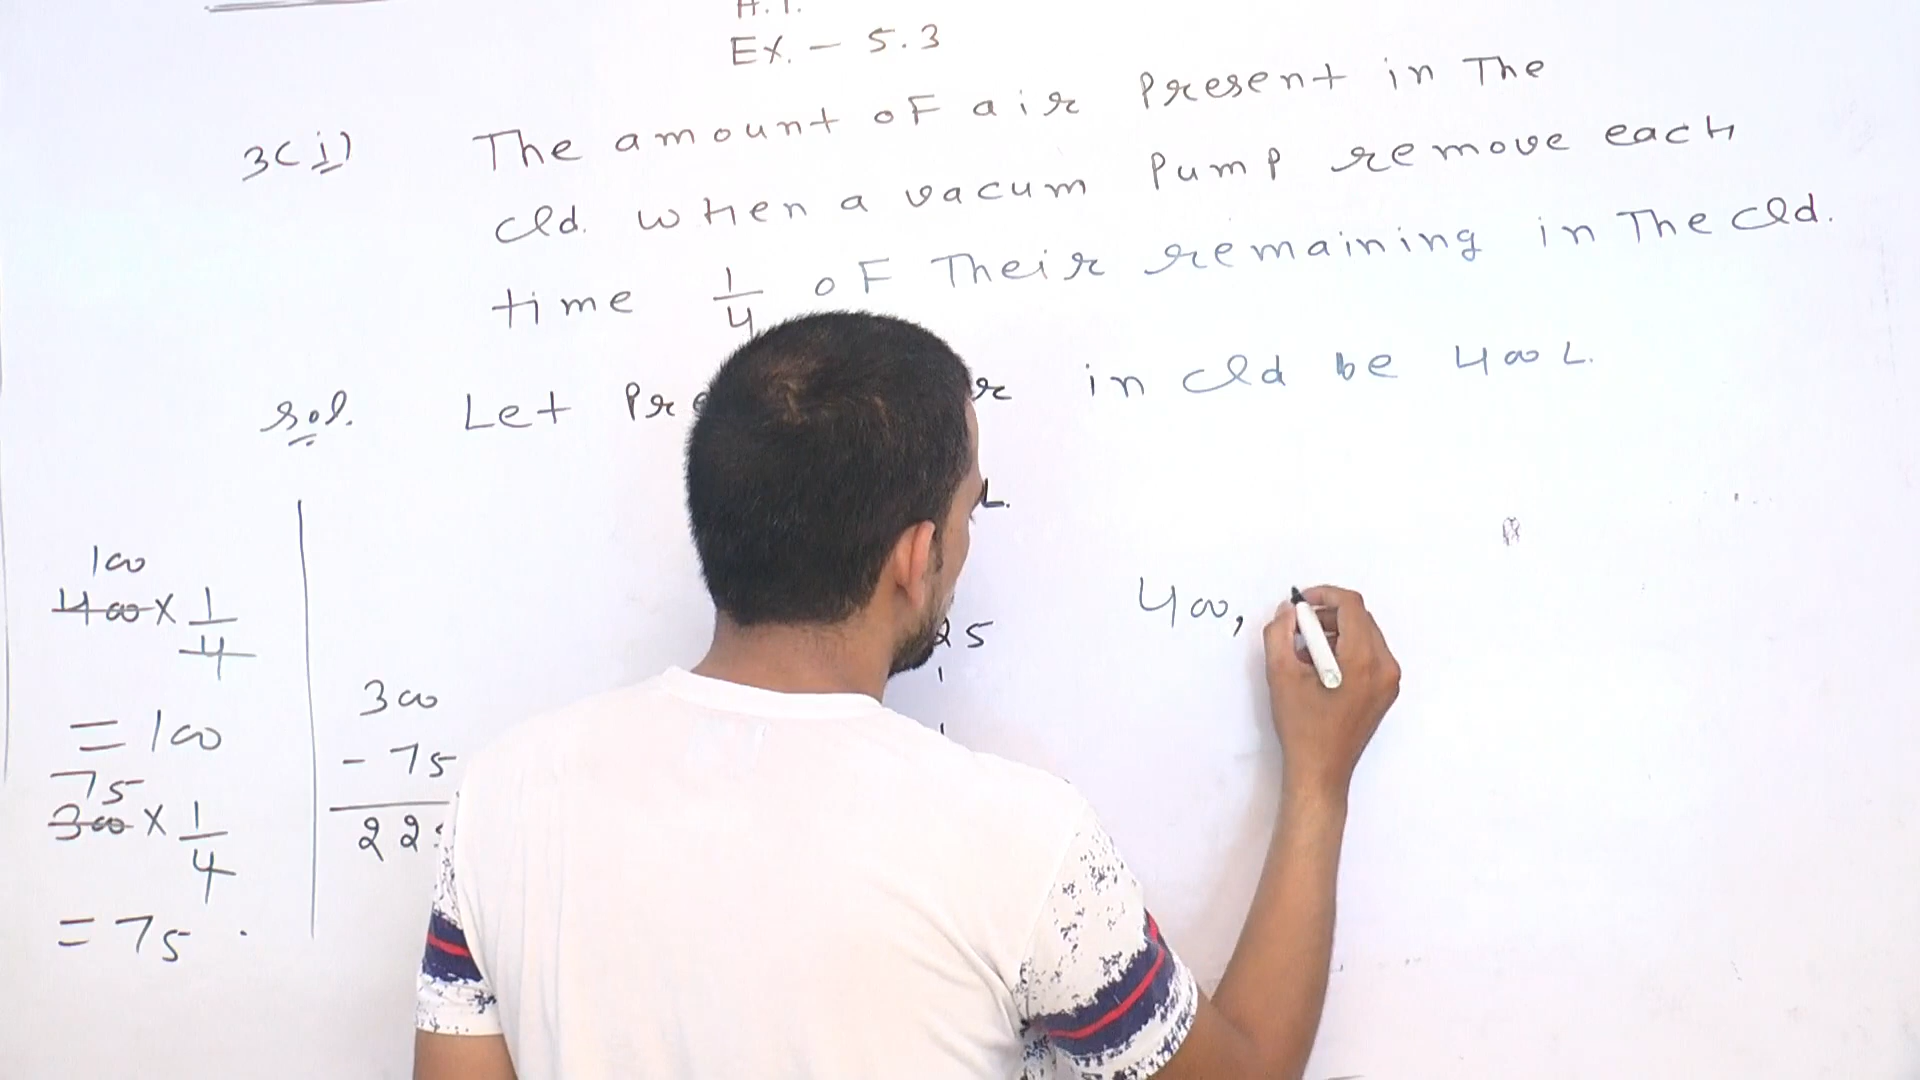 Ex. - 5.3
3(i) The amount of air Present in The
Cld. when a vacum Pump remove each
time 1/4 of Their remaining in The Cld.
Sol. Let in Cld be 400 L.
L.
100
400 x 1/4
= 100
75
300 x 1/4
= 75
300
- 75
25
400,